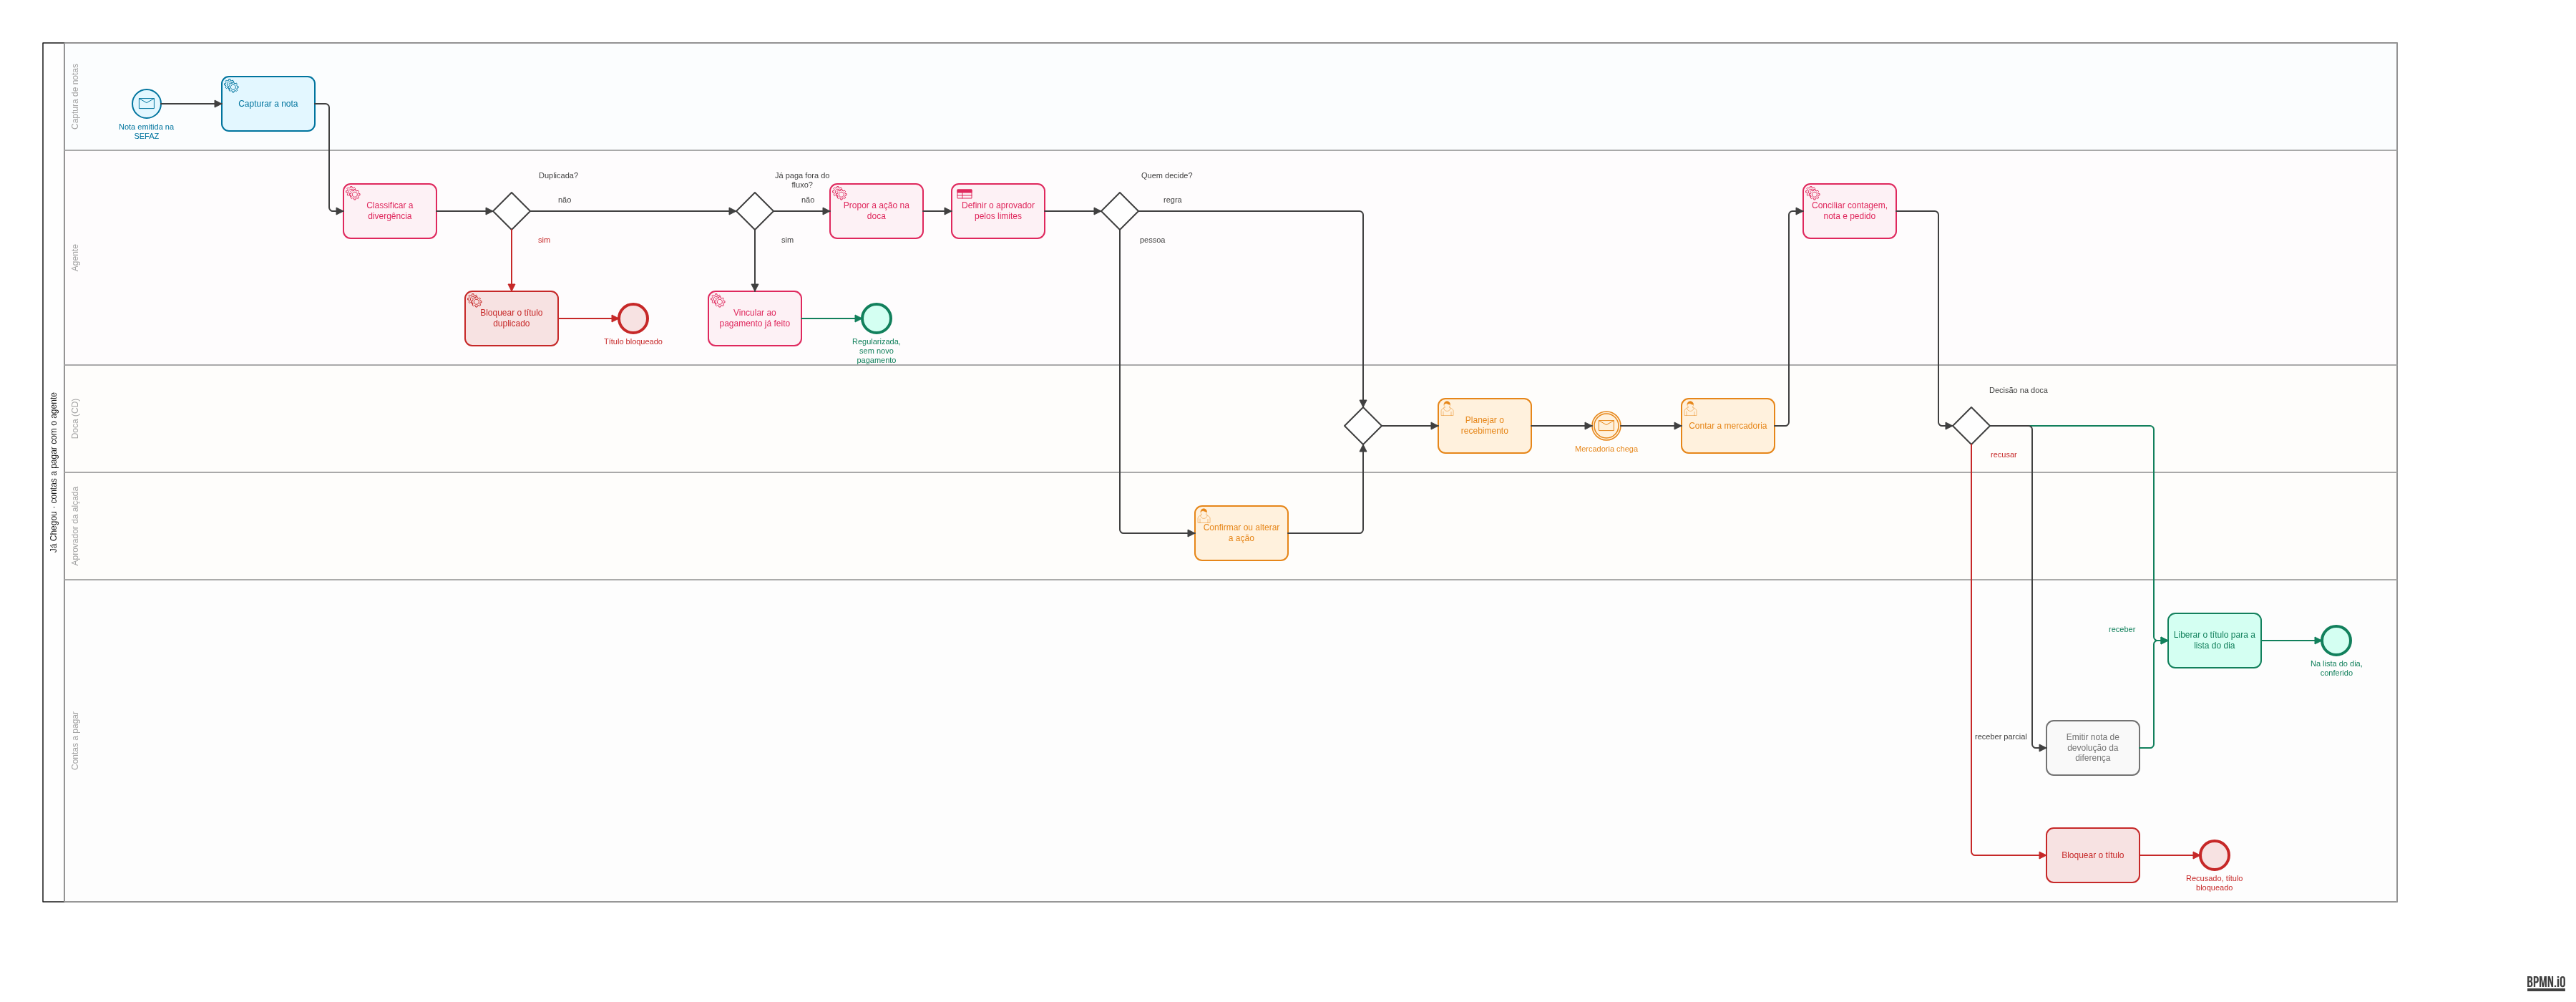 Já Chegou - contas a pagar com o agente
Captura de notas
Nota emitida na
SEFAZ
Capturar a nota
Agente
Classificar a
divergência
Duplicada?
não
sim
Bloquear o título
duplicado
Título bloqueado
Já paga fora do
fluxo?
não
sim
Vincular ao
pagamento já feito
Regularizada,
sem novo
pagamento
Propor a ação na
doca
Definir o aprovador
pelos limites
Quem decide?
regra
pessoa
Conciliar contagem,
nota e pedido
Doca (CD)
Planejar o
recebimento
Mercadoria chega
Contar a mercadoria
Decisão na doca
recusar
Aprovador da alçada
Confirmar ou alterar
a ação
Contas a pagar
receber
Liberar o título para a
lista do dia
Na lista do dia,
conferido
receber parcial
Emitir nota de
devolução da
diferença
Bloquear o título
Recusado, título
bloqueado
BPMN.iO